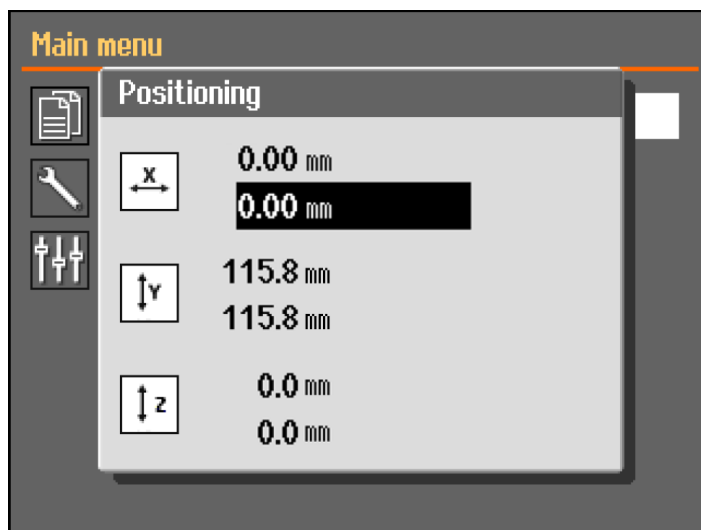 Main menu
Positioning
X
0.00 mm
0.00 mm
Y
115.8 mm
115.8 mm
Z
0.0 mm
0.0 mm